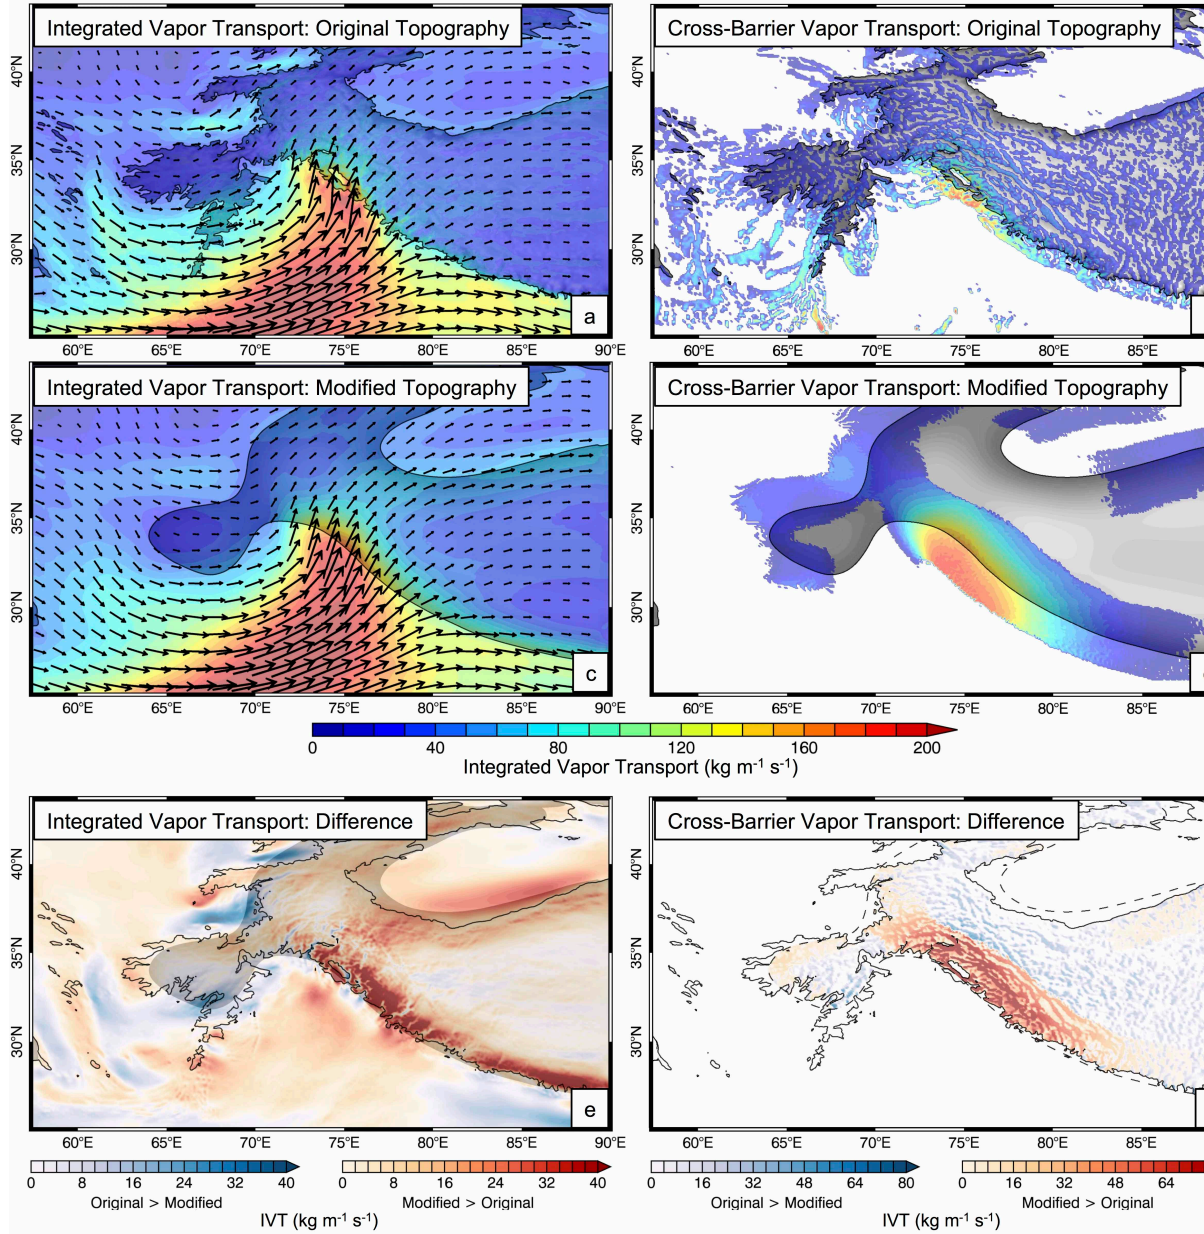 Integrated Vapor Transport: Original Topography
Cross-Barrier Vapor Transport: Original Topography
40°N
35°N
30°N
a
60°E 65°E 70°E 75°E 80°E 85°E 90°E
40°N
35°N
30°N
60°E 65°E 70°E 75°E 80°E 85°E
Integrated Vapor Transport: Modified Topography
Cross-Barrier Vapor Transport: Modified Topography
40°N
35°N
30°N
c
60°E 65°E 70°E 75°E 80°E 85°E 90°E
40°N
35°N
30°N
60°E 65°E 70°E 75°E 80°E 85°E
0 40 80 120 160 200
Integrated Vapor Transport (kg m⁻¹ s⁻¹)
Integrated Vapor Transport: Difference
Cross-Barrier Vapor Transport: Difference
40°N
35°N
30°N
e
60°E 65°E 70°E 75°E 80°E 85°E 90°E
40°N
35°N
30°N
60°E 65°E 70°E 75°E 80°E 85°E
0 8 16 24 32 40
Original > Modified
0 8 16 24 32 40
Modified > Original
IVT (kg m⁻¹ s⁻¹)
0 16 32 48 64 80
Original > Modified
0 16 32 48 64
Modified > Original
IVT (kg m⁻¹ s⁻¹)